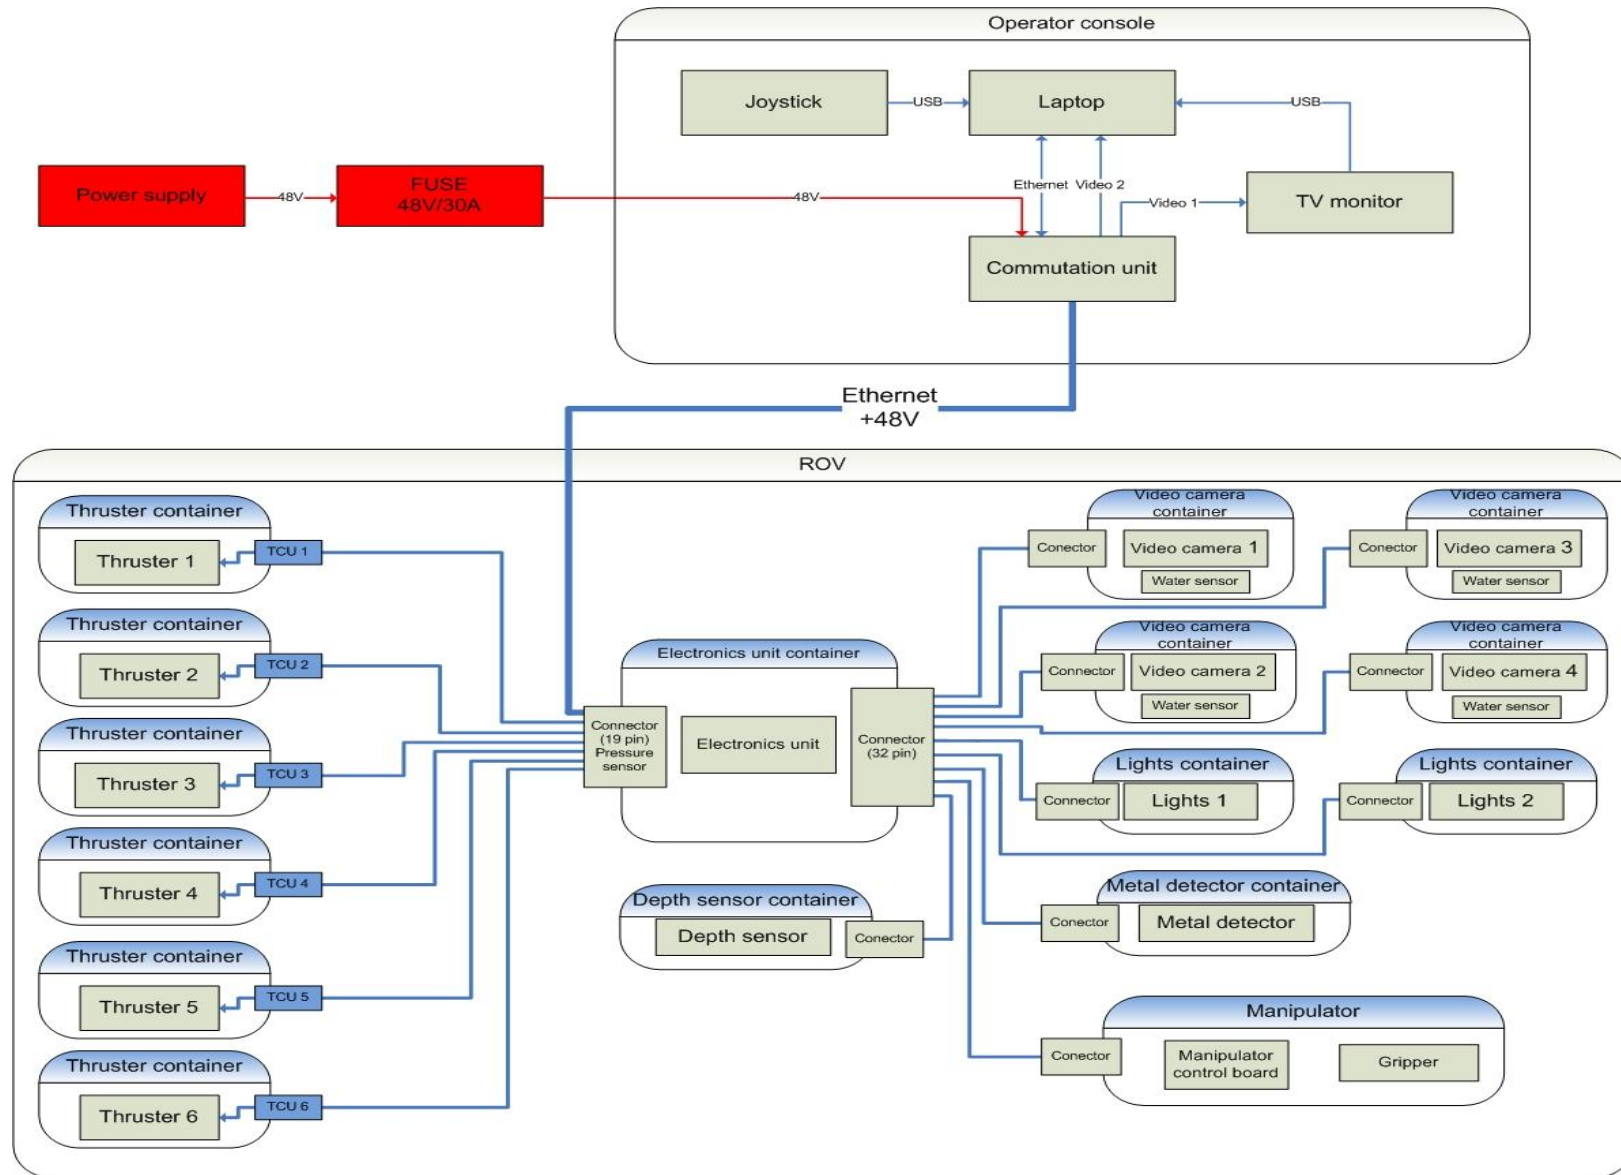 Operator console
Joystick
USB
Laptop
USB
Power supply
48V
FUSE
48V/30A
48V
Ethernet
Video 2
Video 1
TV monitor
Commutation unit
Ethernet
+48V
ROV
Thruster container
Thruster 1
TCU 1
Thruster container
Thruster 2
TCU 2
Thruster container
Thruster 3
TCU 3
Thruster container
Thruster 4
TCU 4
Thruster container
Thruster 5
TCU 5
Thruster container
Thruster 6
TCU 6
Electronics unit container
Connector
(19 pin)
Pressure
sensor
Electronics unit
Connector
(32 pin)
Depth sensor container
Depth sensor
Conector
Video camera
container
Conector
Video camera 1
Water sensor
Video camera
container
Conector
Video camera 3
Water sensor
Video camera
container
Connector
Video camera 2
Water sensor
Video camera
container
Connector
Video camera 4
Water sensor
Lights container
Connector
Lights 1
Lights container
Connector
Lights 2
Metal detector container
Conector
Metal detector
Manipulator
Conector
Manipulator
control board
Gripper